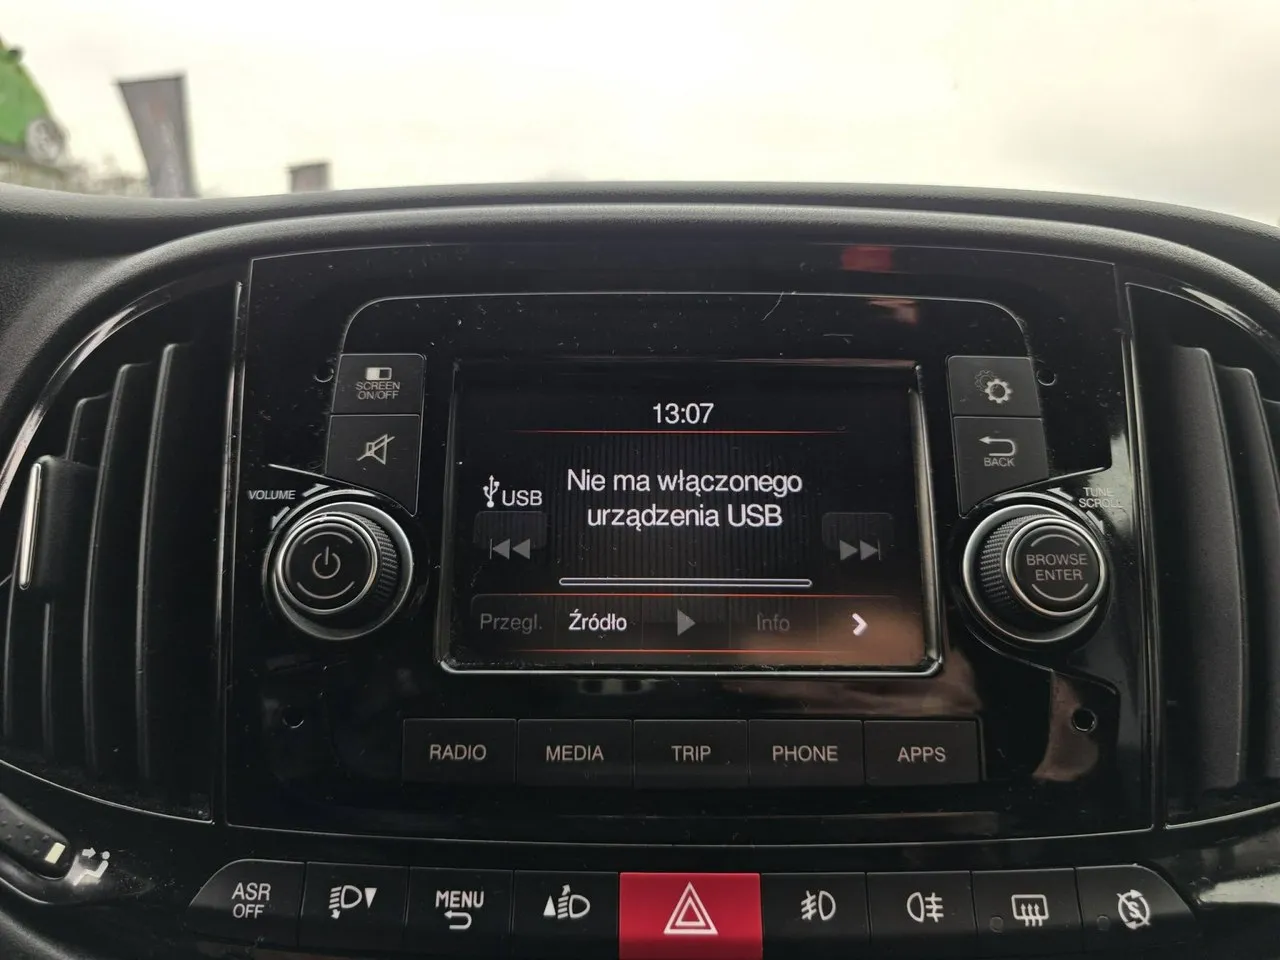 SCREEN
ON/OFF
VOLUME
13:07
USB
Nie ma włączonego
urządzenia USB
Przegl.
Źródło
Info
BACK
TUNE
SCROLL
BROWSE
ENTER
RADIO
MEDIA
TRIP
PHONE
APPS
ASR
OFF
MENU